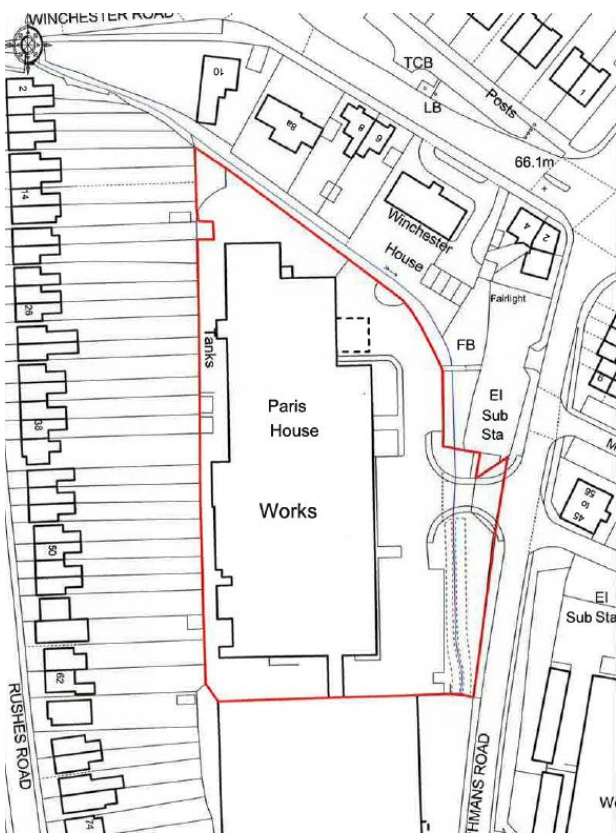 WINCHESTER ROAD
2
10
TCB
LB
Posts
1
8a
8
6
66.1m
14
Winchester
House
4
2
Fairlight
26
Tanks
FB
Paris
House
El
Sub
Sta
38
Works
45
to
56
50
El
Sub Sta
62
RUSHES ROAD
HMANS ROAD
74